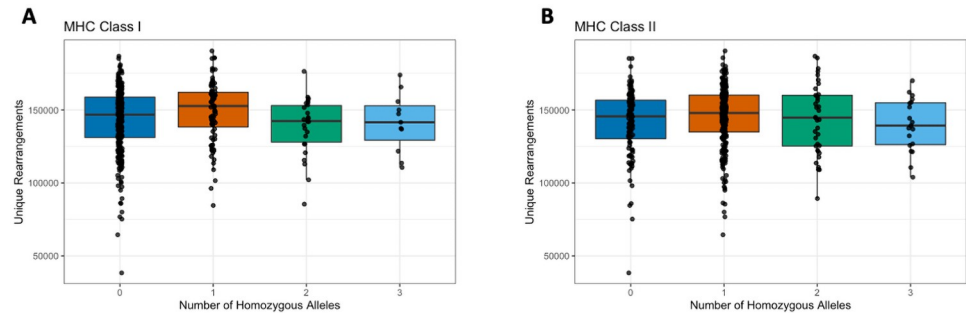 A
MHC Class I
Unique Rearrangements
150000
100000
50000
0 1 2 3
Number of Homozygous Alleles
B
MHC Class II
Unique Rearrangements
150000
100000
50000
0 1 2 3
Number of Homozygous Alleles